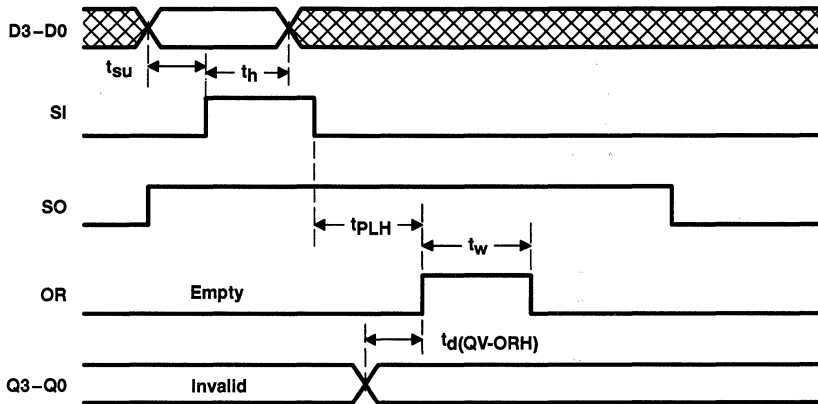 D3–D0
tsu
th
SI
SO
tPLH
tw
OR
Empty
td(QV-ORH)
Q3–Q0
Invalid